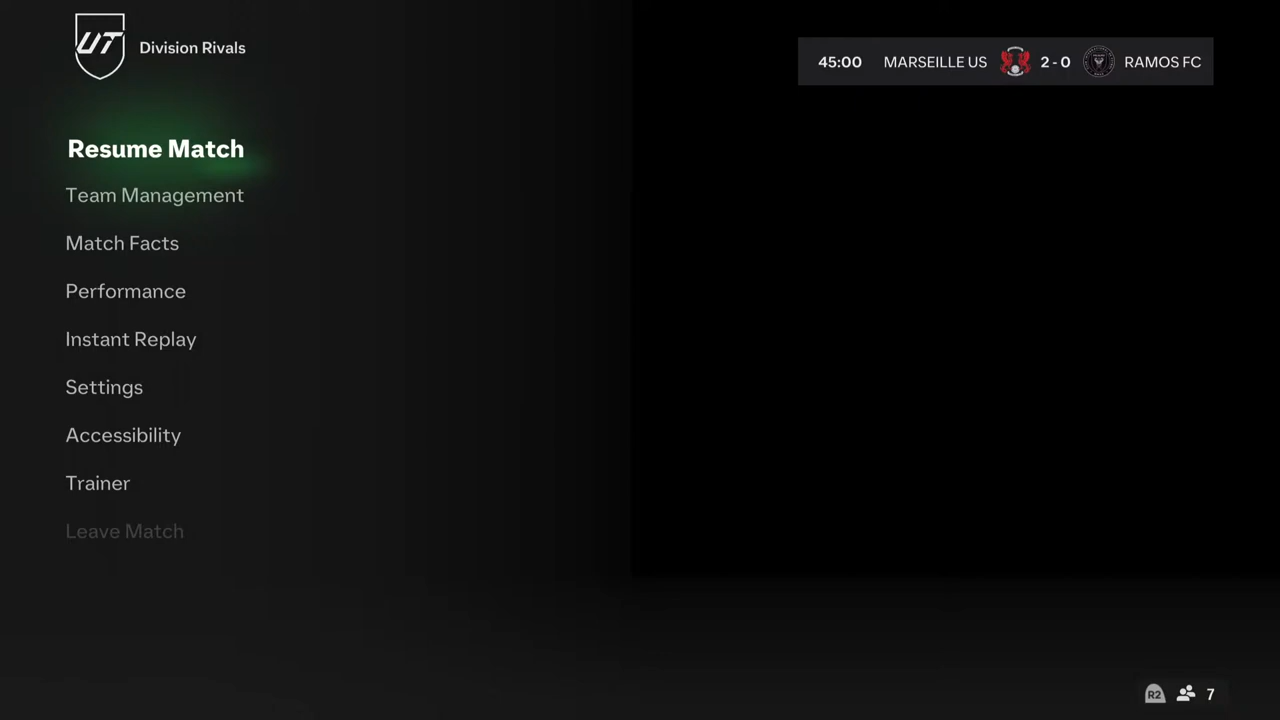 UT
Division Rivals
45:00 MARSEILLE US 2 - 0 RAMOS FC
Resume Match
Team Management
Match Facts
Performance
Instant Replay
Settings
Accessibility
Trainer
Leave Match
R2 7